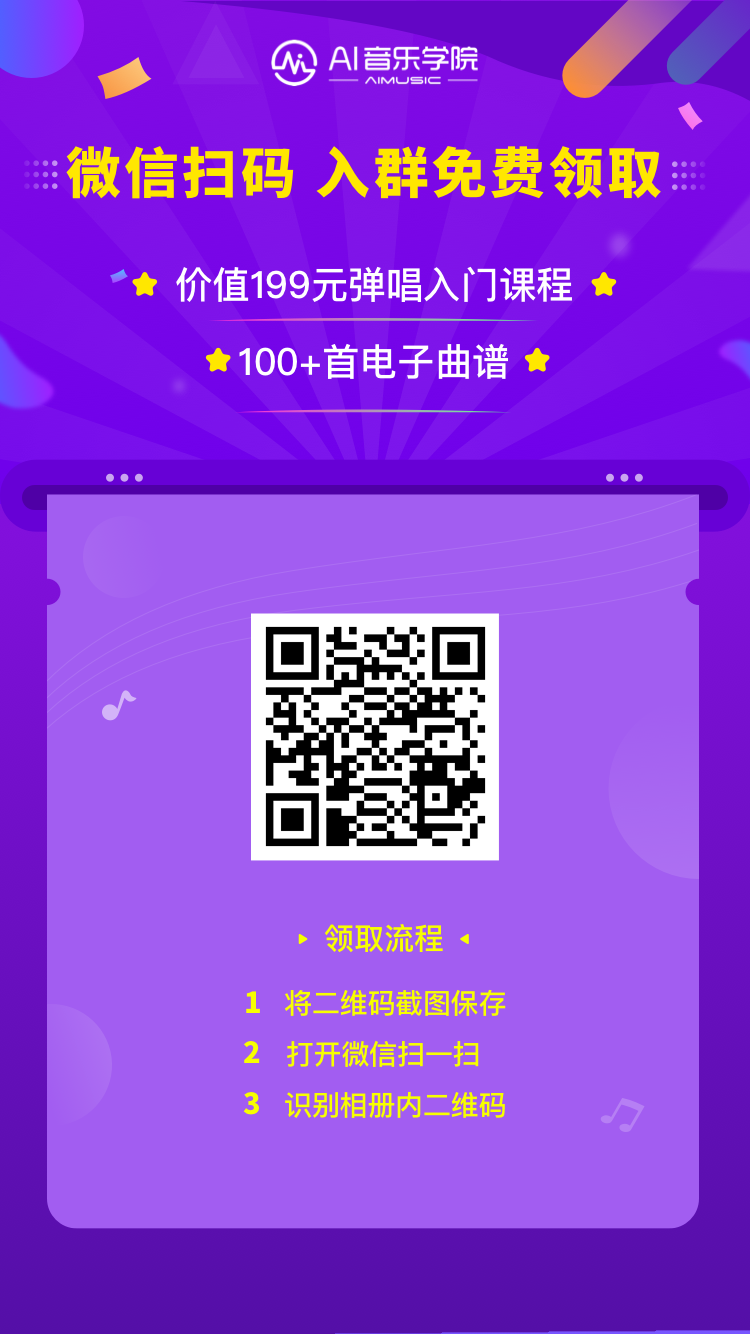 AI音乐学院
AIMUSIC
微信扫码 入群免费领取
价值199元弹唱入门课程
100+首电子曲谱
领取流程
1 将二维码截图保存
2 打开微信扫一扫
3 识别相册内二维码